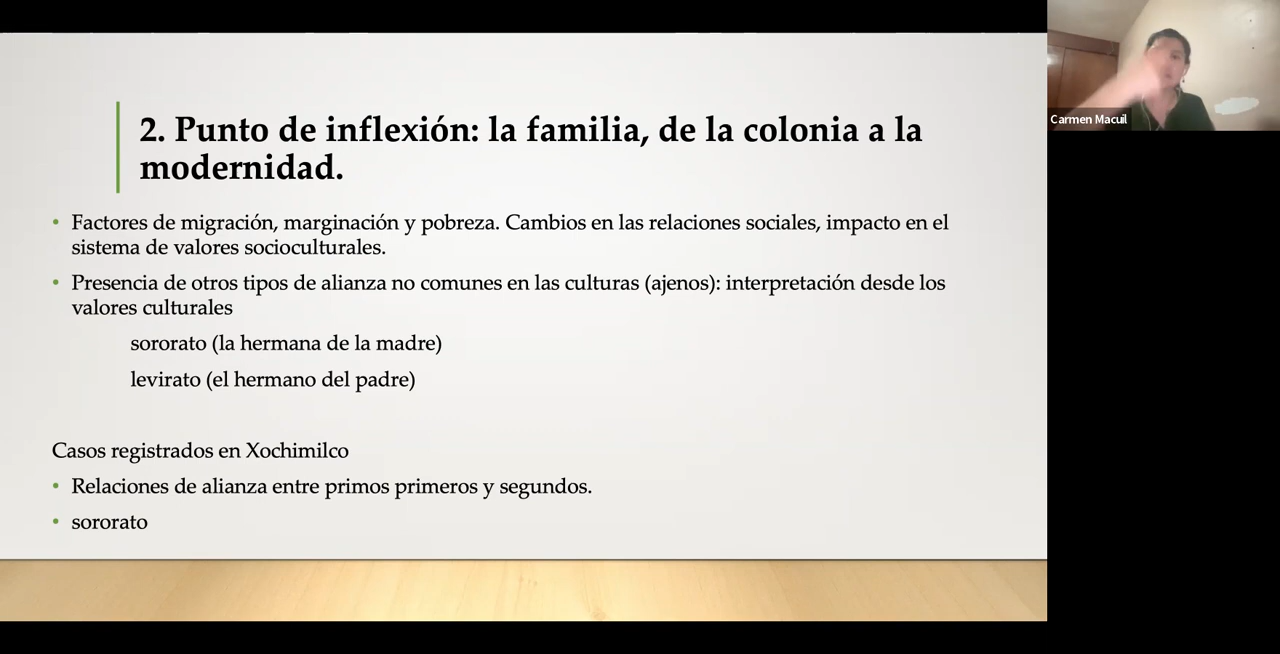 2. Punto de inflexión: la familia, de la colonia a la
modernidad.
• Factores de migración, marginación y pobreza. Cambios en las relaciones sociales, impacto en el
sistema de valores socioculturales.
• Presencia de otros tipos de alianza no comunes en las culturas (ajenos): interpretación desde los
valores culturales
sororato (la hermana de la madre)
levirato (el hermano del padre)
Casos registrados en Xochimilco
• Relaciones de alianza entre primos primeros y segundos.
• sororato
Carmen Macuil